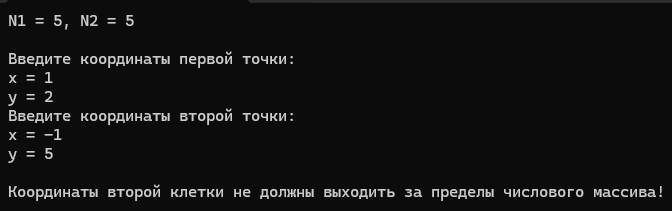 N1 = 5, N2 = 5
Введите координаты первой точки:
x = 1
y = 2
Введите координаты второй точки:
x = -1
y = 5
Координаты второй клетки не должны выходить за пределы числового массива!